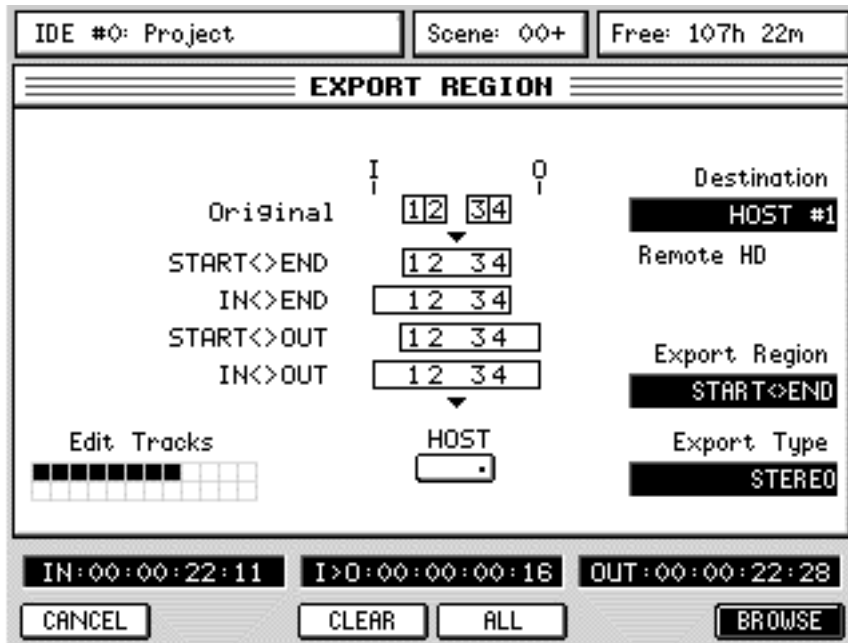 IDE #0: Project
Scene: 00+
Free: 107h 22m
EXPORT REGION
I O
Original 12 34
START<>END 12 34
IN<>END 12 34
START<>OUT 12 34
IN<>OUT 12 34
HOST
Edit Tracks
Destination
HOST #1
Remote HD
Export Region
START<>END
Export Type
STEREO
IN:00:00:22:11 I>O:00:00:00:16 OUT:00:00:22:28
CANCEL CLEAR ALL BROWSE